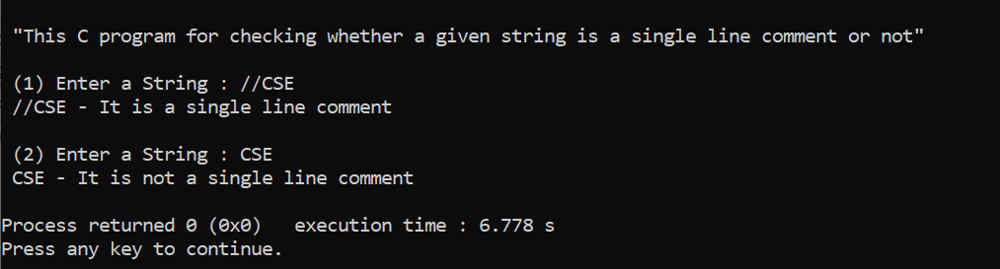 "This C program for checking whether a given string is a single line comment or not"
(1) Enter a String : //CSE
//CSE - It is a single line comment
(2) Enter a String : CSE
CSE - It is not a single line comment
Process returned 0 (0x0)   execution time : 6.778 s
Press any key to continue.